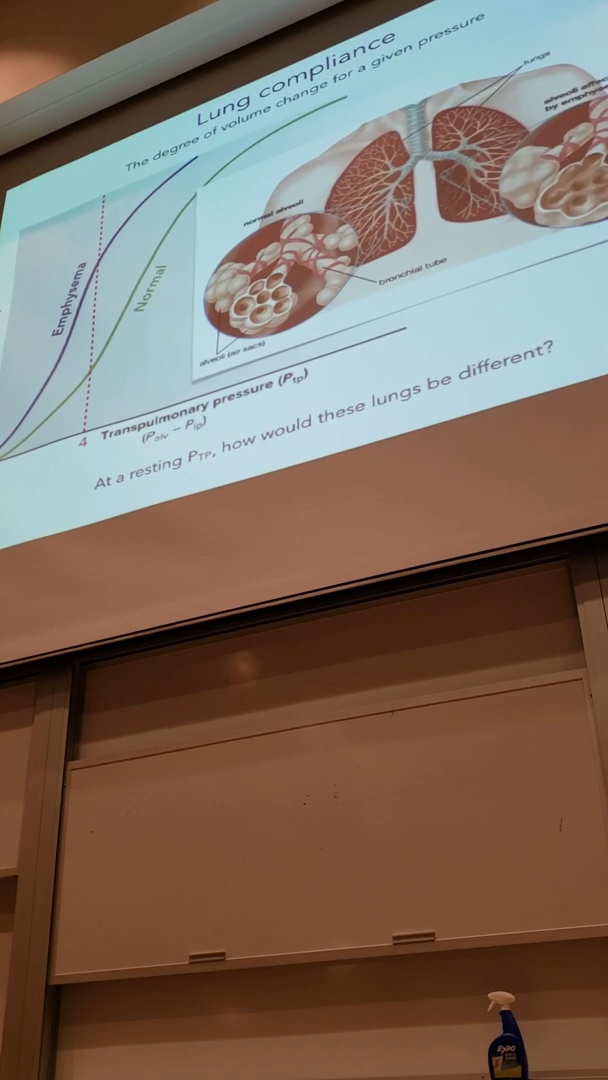 Lung compliance
The degree of volume change for a given pressure
lungs
alveoli
by
normal alveoli
Emphysema
Normal
bronchial tube
alveoli (air sacs)
4
Transpulmonary pressure (Ptp)
(Palv – Pip)
At a resting PTP, how would these lungs be different?
EXPO